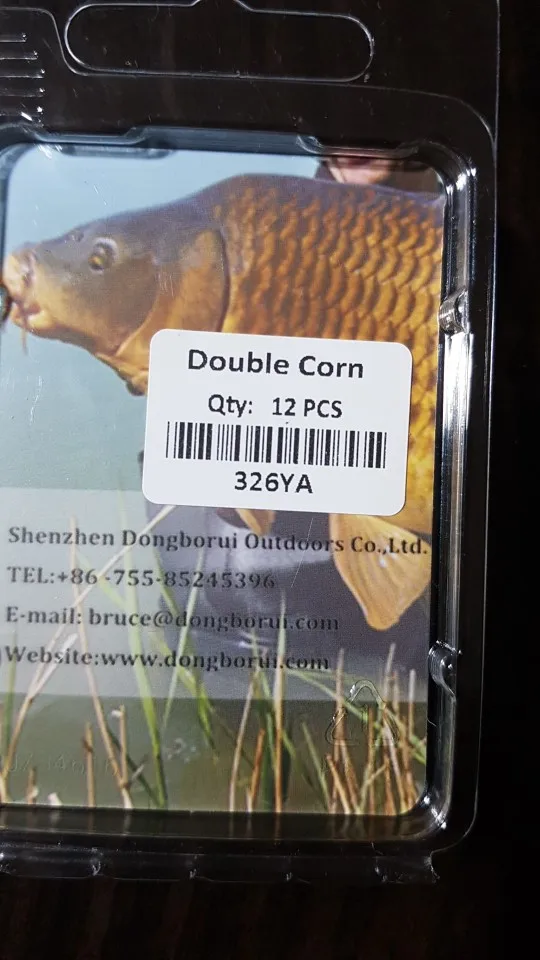 Double Corn
Qty: 12 PCS
326YA
Shenzhen Dongborui Outdoors Co.,Ltd.
TEL:+86 -755-85245396
E-mail: bruce@dongborui.com
Website:www.dongborui.com